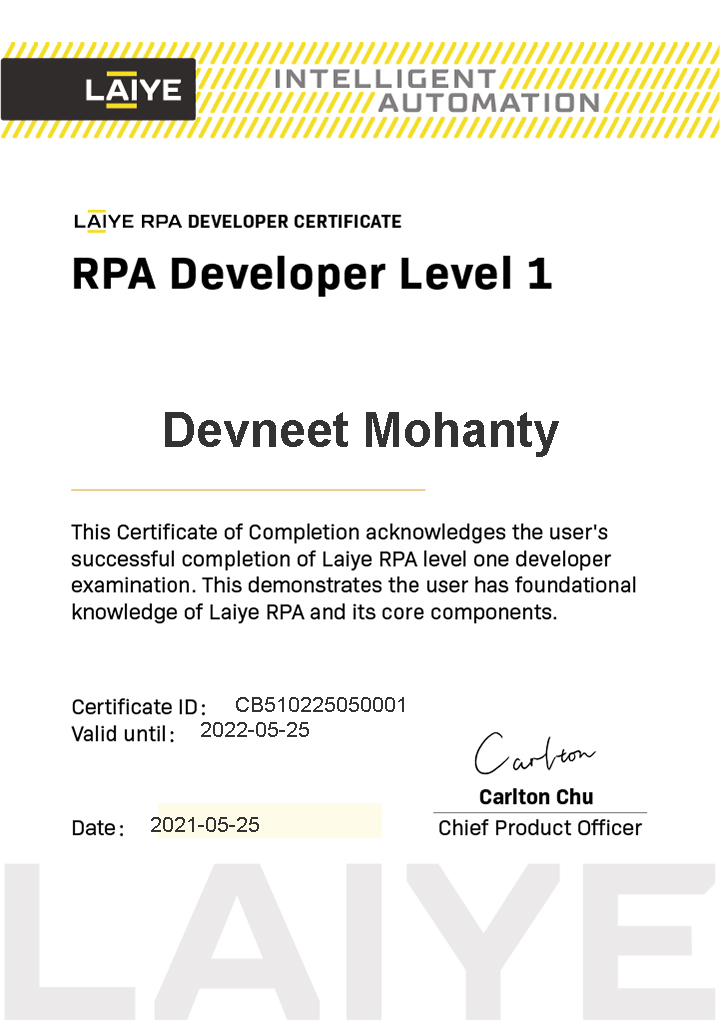 LAIYE
INTELLIGENT
AUTOMATION
LAIYE RPA DEVELOPER CERTIFICATE
RPA Developer Level 1
Devneet Mohanty
This Certificate of Completion acknowledges the user's
successful completion of Laiye RPA level one developer
examination. This demonstrates the user has foundational
knowledge of Laiye RPA and its core components.
Certificate ID: CB510225050001
Valid until: 2022-05-25
Carlton
Carlton Chu
Date: 2021-05-25
Chief Product Officer
LAIYE